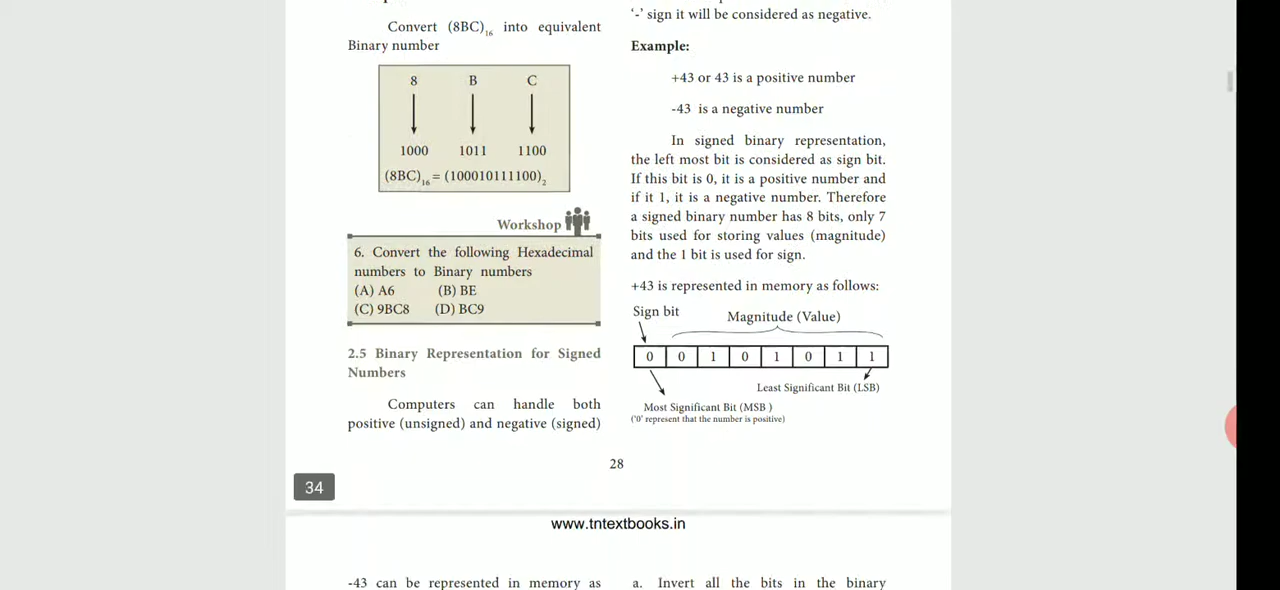 Convert (8BC)16 into equivalent
Binary number
8 B C
1000 1011 1100
(8BC)16 = (100010111100)2
Workshop
6. Convert the following Hexadecimal
numbers to Binary numbers
(A) A6 (B) BE
(C) 9BC8 (D) BC9
2.5 Binary Representation for Signed
Numbers
Computers can handle both
positive (unsigned) and negative (signed)
'-' sign it will be considered as negative.
Example:
+43 or 43 is a positive number
-43 is a negative number
In signed binary representation,
the left most bit is considered as sign bit.
If this bit is 0, it is a positive number and
if it 1, it is a negative number. Therefore
a signed binary number has 8 bits, only 7
bits used for storing values (magnitude)
and the 1 bit is used for sign.
+43 is represented in memory as follows:
Sign bit
Magnitude (Value)
0 0 1 0 1 0 1 1
Least Significant Bit (LSB)
Most Significant Bit (MSB )
('0' represent that the number is positive)
28
34
www.tntextbooks.in
-43 can be represented in memory as
a. Invert all the bits in the binary